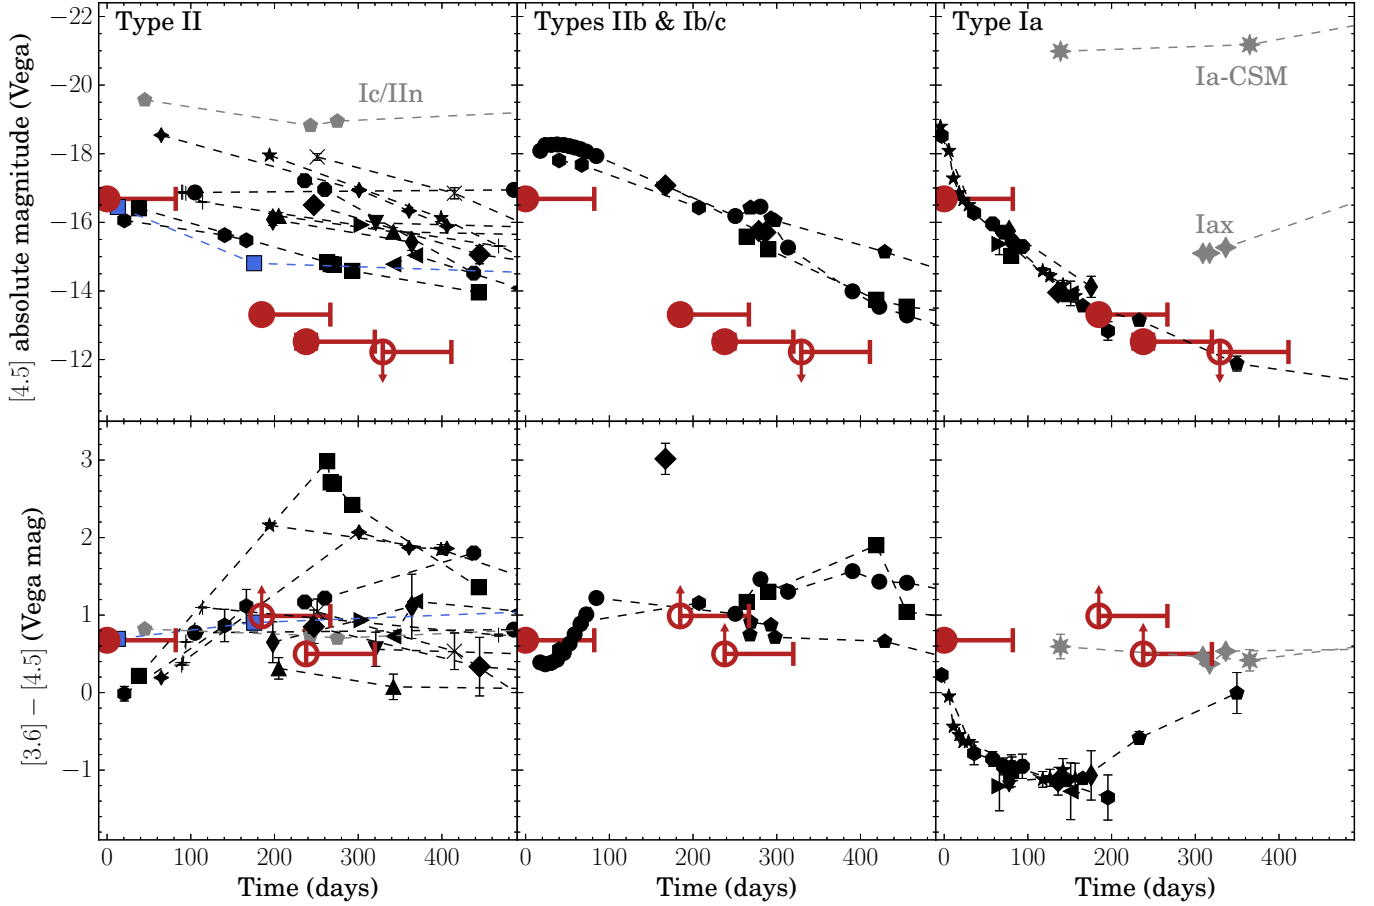 Type II
Types IIb & Ib/c
Type Ia
Ic/IIn
Ia-CSM
Iax
[4.5] absolute magnitude (Vega)
−22
−20
−18
−16
−14
−12
[3.6] − [4.5] (Vega mag)
3
2
1
0
−1
0 100 200 300 400
0 100 200 300 400
0 100 200 300 400
Time (days)
Time (days)
Time (days)